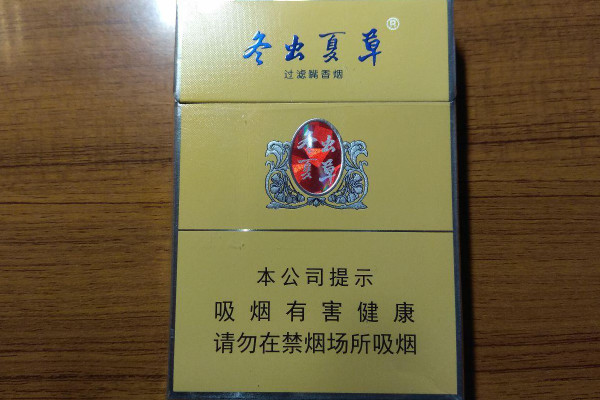 冬虫夏草®
过滤嘴香烟
冬虫
夏草
本公司提示
吸烟有害健康
请勿在禁烟场所吸烟